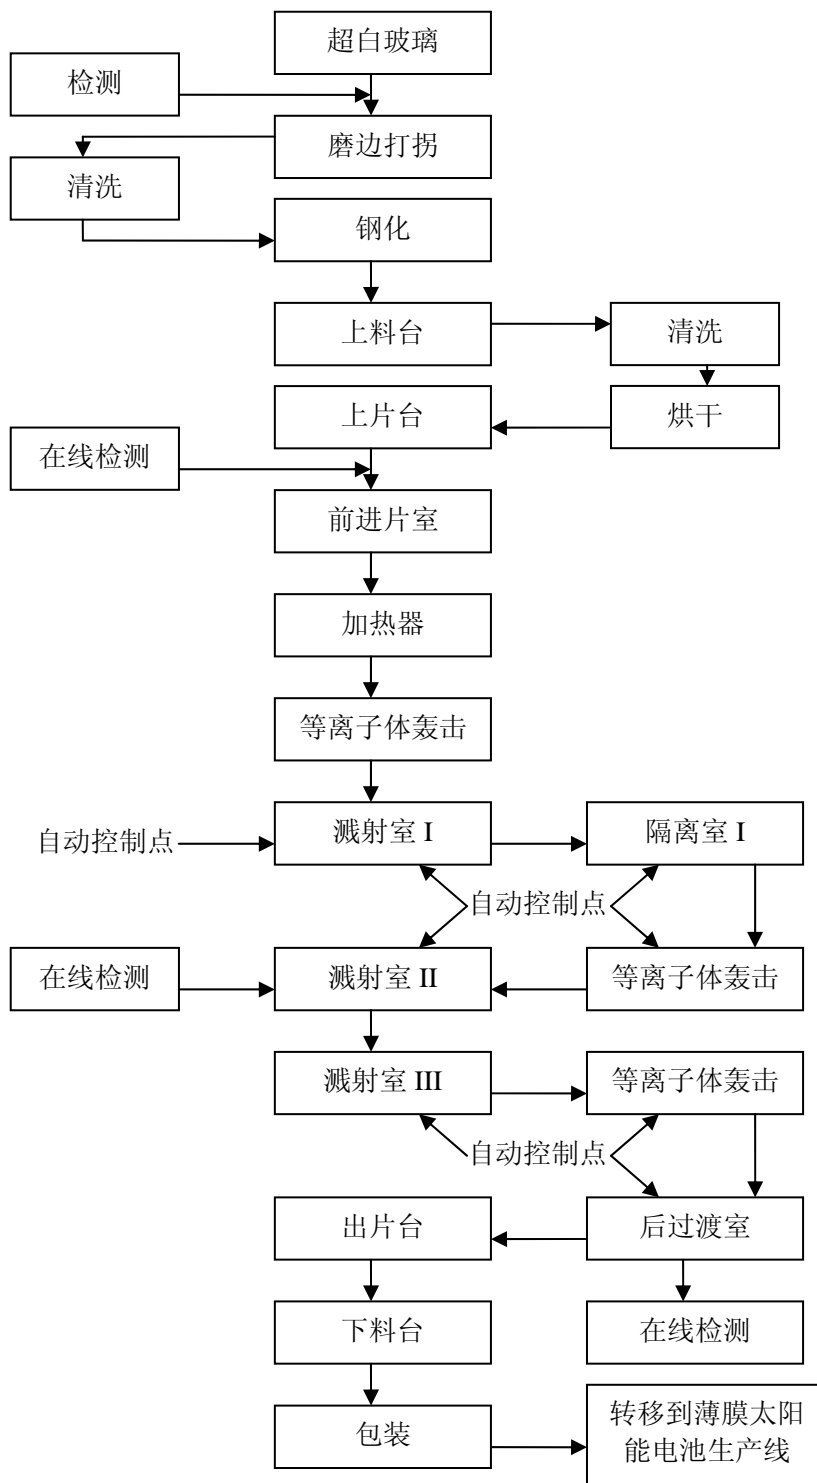 超白玻璃
检测
磨边打拐
清洗
钢化
上料台
清洗
上片台
烘干
在线检测
前进片室
加热器
等离子体轰击
自动控制点
溅射室 I
隔离室 I
自动控制点
在线检测
溅射室 II
等离子体轰击
溅射室 III
等离子体轰击
自动控制点
出片台
后过渡室
下料台
在线检测
包装
转移到薄膜太阳
能电池生产线